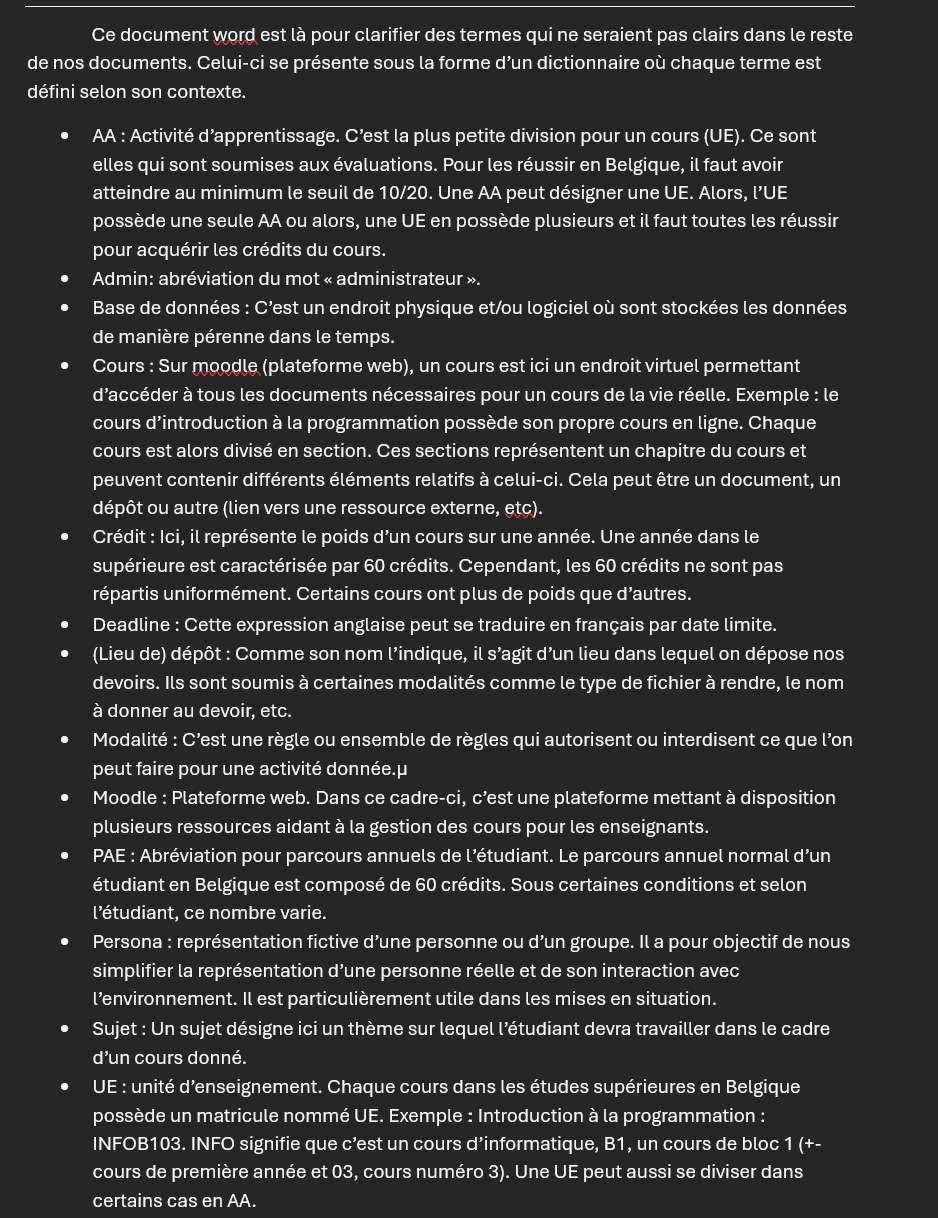 Ce document word est là pour clarifier des termes qui ne seraient pas clairs dans le reste
de nos documents. Celui-ci se présente sous la forme d’un dictionnaire où chaque terme est
défini selon son contexte.
• AA : Activité d’apprentissage. C’est la plus petite division pour un cours (UE). Ce sont
elles qui sont soumises aux évaluations. Pour les réussir en Belgique, il faut avoir
atteindre au minimum le seuil de 10/20. Une AA peut désigner une UE. Alors, l’UE
possède une seule AA ou alors, une UE en possède plusieurs et il faut toutes les réussir
pour acquérir les crédits du cours.
• Admin: abréviation du mot « administrateur ».
• Base de données : C’est un endroit physique et/ou logiciel où sont stockées les données
de manière pérenne dans le temps.
• Cours : Sur moodle (plateforme web), un cours est ici un endroit virtuel permettant
d’accéder à tous les documents nécessaires pour un cours de la vie réelle. Exemple : le
cours d’introduction à la programmation possède son propre cours en ligne. Chaque
cours est alors divisé en section. Ces sections représentent un chapitre du cours et
peuvent contenir différents éléments relatifs à celui-ci. Cela peut être un document, un
dépôt ou autre (lien vers une ressource externe, etc).
• Crédit : Ici, il représente le poids d’un cours sur une année. Une année dans le
supérieure est caractérisée par 60 crédits. Cependant, les 60 crédits ne sont pas
répartis uniformément. Certains cours ont plus de poids que d’autres.
• Deadline : Cette expression anglaise peut se traduire en français par date limite.
• (Lieu de) dépôt : Comme son nom l’indique, il s’agit d’un lieu dans lequel on dépose nos
devoirs. Ils sont soumis à certaines modalités comme le type de fichier à rendre, le nom
à donner au devoir, etc.
• Modalité : C’est une règle ou ensemble de règles qui autorisent ou interdisent ce que l’on
peut faire pour une activité donnée.µ
• Moodle : Plateforme web. Dans ce cadre-ci, c’est une plateforme mettant à disposition
plusieurs ressources aidant à la gestion des cours pour les enseignants.
• PAE : Abréviation pour parcours annuels de l’étudiant. Le parcours annuel normal d’un
étudiant en Belgique est composé de 60 crédits. Sous certaines conditions et selon
l’étudiant, ce nombre varie.
• Persona : représentation fictive d’une personne ou d’un groupe. Il a pour objectif de nous
simplifier la représentation d’une personne réelle et de son interaction avec
l’environnement. Il est particulièrement utile dans les mises en situation.
• Sujet : Un sujet désigne ici un thème sur lequel l’étudiant devra travailler dans le cadre
d’un cours donné.
• UE : unité d’enseignement. Chaque cours dans les études supérieures en Belgique
possède un matricule nommé UE. Exemple : Introduction à la programmation :
INFOB103. INFO signifie que c’est un cours d’informatique, B1, un cours de bloc 1 (+-
cours de première année et 03, cours numéro 3). Une UE peut aussi se diviser dans
certains cas en AA.